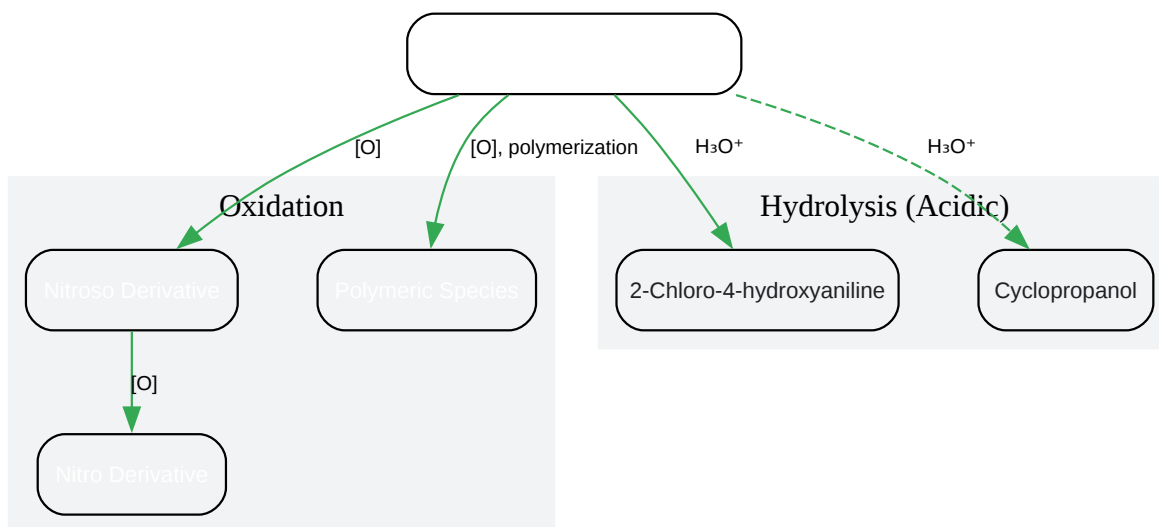 [O]
[O], polymerization
H₃O⁺
H₃O⁺
Oxidation
Hydrolysis (Acidic)
Nitroso Derivative
Polymeric Species
2-Chloro-4-hydroxyaniline
Cyclopropanol
[O]
Nitro Derivative